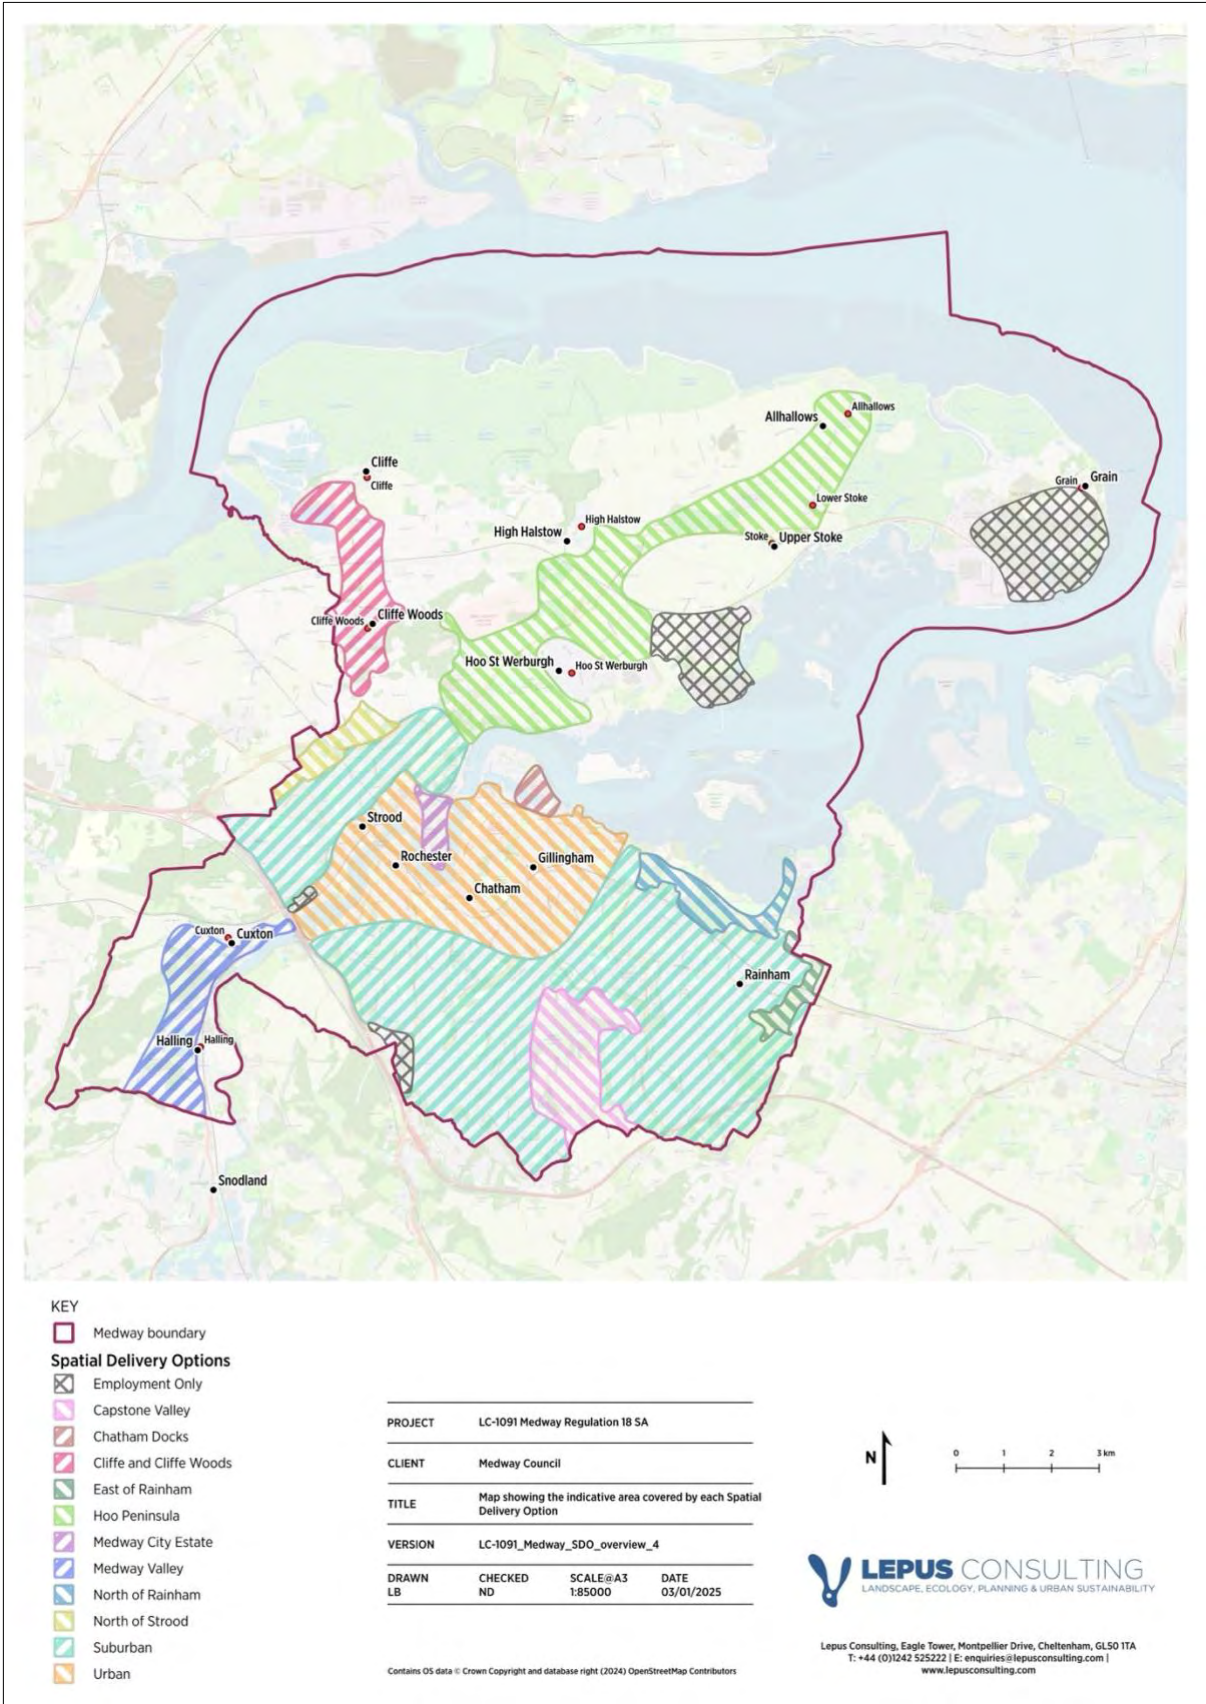 Allhallows
Allhallows
Cliffe
Cliffe
Grain
Grain
Lower Stoke
High Halstow
High Halstow
Stoke
Upper Stoke
Cliffe Woods
Cliffe Woods
Hoo St Werburgh
Hoo St Werburgh
Strood
Rochester
Gillingham
Chatham
Cuxton
Cuxton
Rainham
Halling
Halling
Snodland
KEY
Medway boundary
Spatial Delivery Options
Employment Only
Capstone Valley
Chatham Docks
Cliffe and Cliffe Woods
East of Rainham
Hoo Peninsula
Medway City Estate
Medway Valley
North of Rainham
North of Strood
Suburban
Urban
PROJECT LC-1091 Medway Regulation 18 SA
CLIENT Medway Council
TITLE Map showing the indicative area covered by each Spatial
Delivery Option
VERSION LC-1091_Medway_SDO_overview_4
DRAWN CHECKED SCALE@A3 DATE
LB ND 1:85000 03/01/2025
Contains OS data © Crown Copyright and database right (2024) OpenStreetMap Contributors
N
0 1 2 3 km
LEPUS CONSULTING
LANDSCAPE, ECOLOGY, PLANNING & URBAN SUSTAINABILITY
Lepus Consulting, Eagle Tower, Montpellier Drive, Cheltenham, GL50 1TA
T: +44 (0)1242 525222 | E: enquiries@lepusconsulting.com |
www.lepusconsulting.com